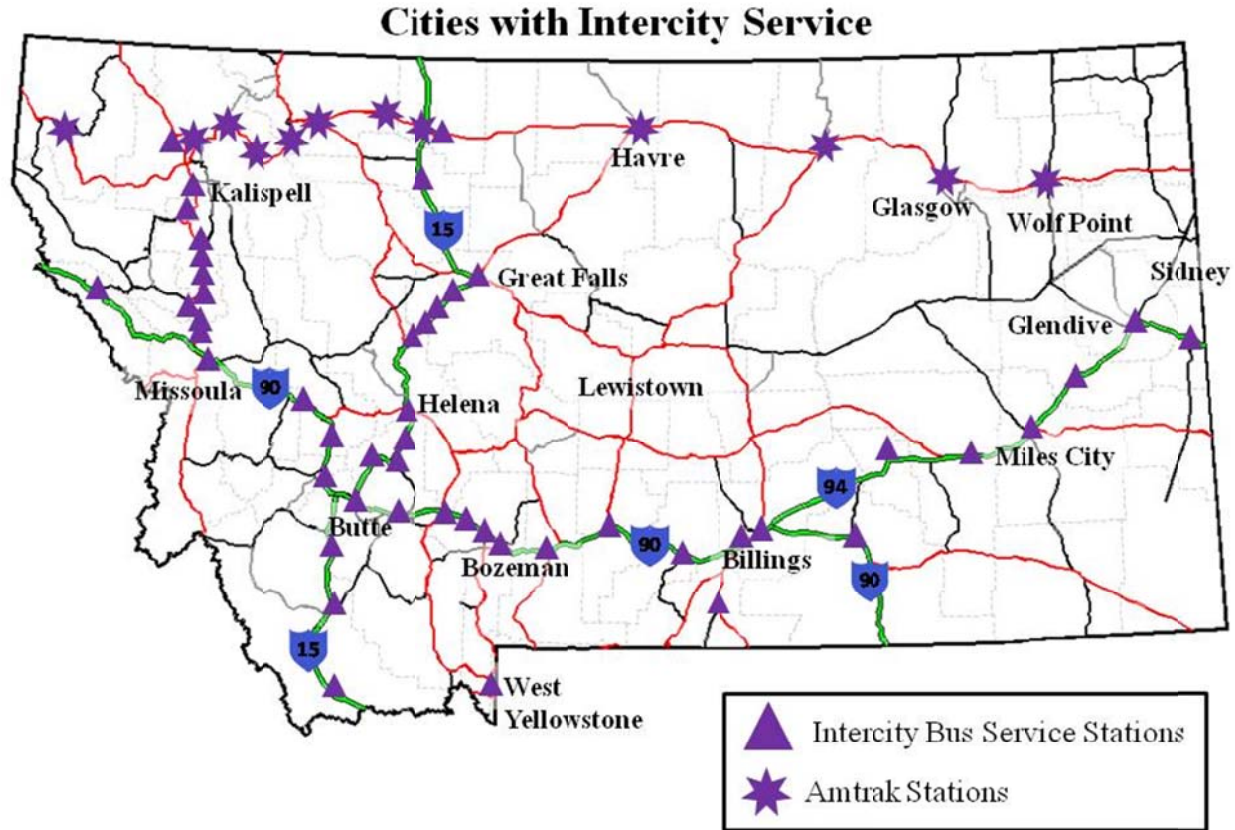 Cities with Intercity Service
Havre
Kalispell
Glasgow
Wolf Point
15
Great Falls
Sidney
Glendive
Missoula
90
Helena
Lewistown
Miles City
94
Butte
Bozeman
90
Billings
90
15
West
Yellowstone
Intercity Bus Service Stations
Amtrak Stations